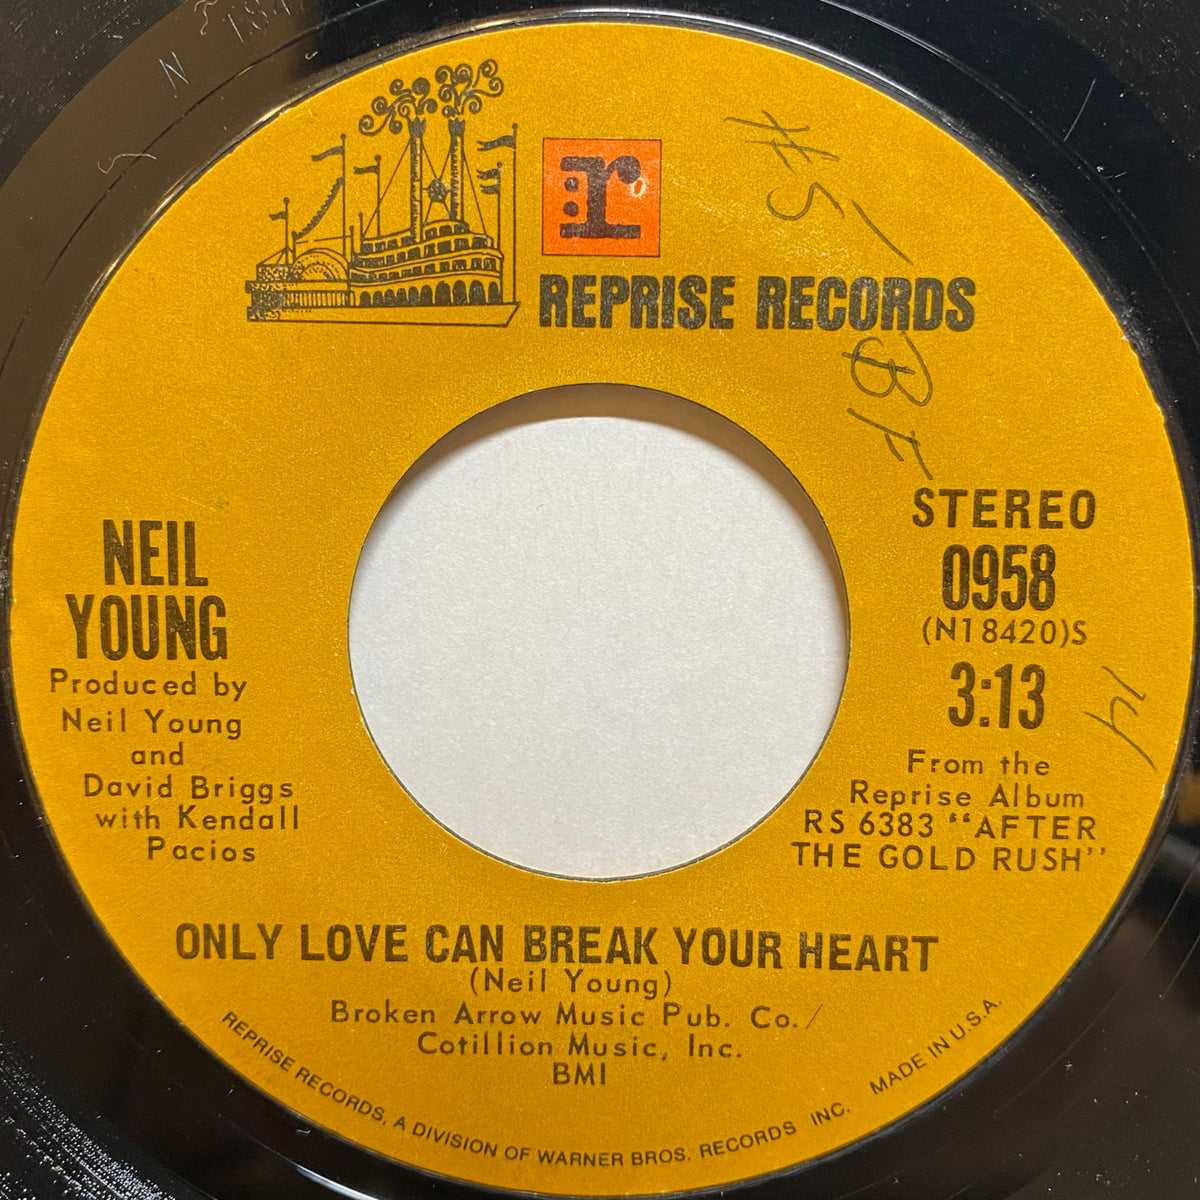 r
REPRISE RECORDS
NEIL
YOUNG
Produced by
Neil Young
and
David Briggs
with Kendall
Pacios
STEREO
0958
(N18420)S
3:13
From the
Reprise Album
RS 6383 "AFTER
THE GOLD RUSH"
ONLY LOVE CAN BREAK YOUR HEART
(Neil Young)
Broken Arrow Music Pub. Co./
Cotillion Music, Inc.
BMI
REPRISE RECORDS, A DIVISION OF WARNER BROS. RECORDS INC. MADE IN U.S.A.
BF
14